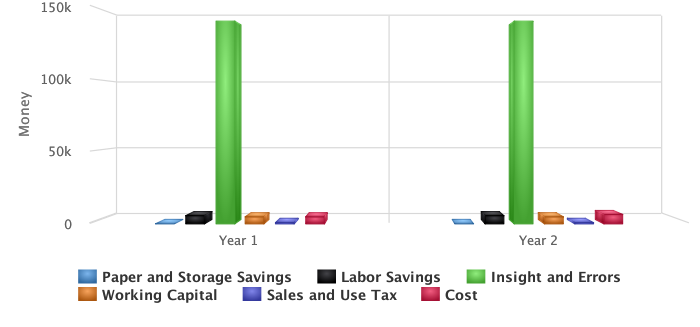 150k
100k
50k
0
Money
Year 1
Year 2
Paper and Storage Savings Labor Savings Insight and Errors
Working Capital Sales and Use Tax Cost